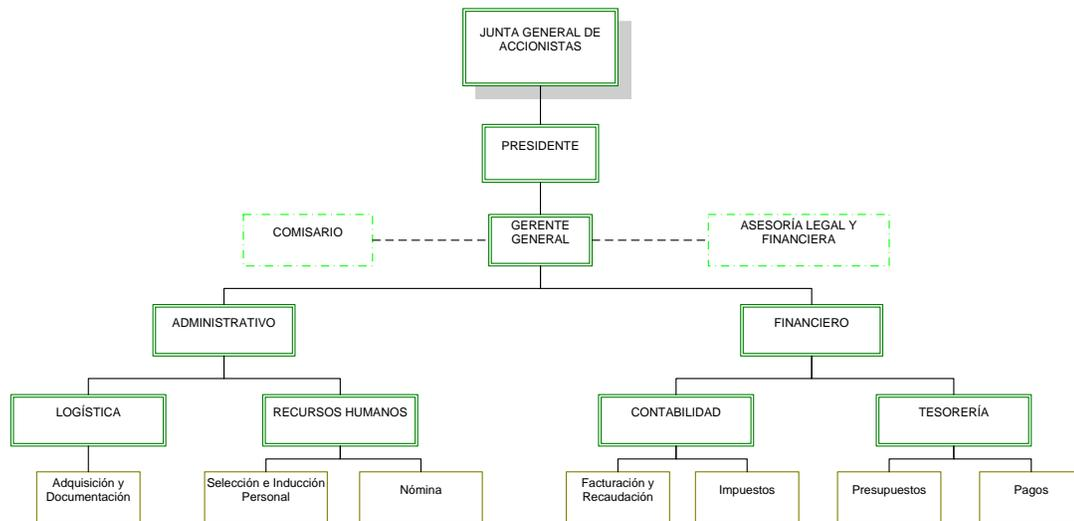 JUNTA GENERAL DE
ACCIONISTAS
PRESIDENTE
GERENTE
GENERAL
COMISARIO
ASESORÍA LEGAL Y
FINANCIERA
ADMINISTRATIVO
FINANCIERO
LOGÍSTICA
RECURSOS HUMANOS
CONTABILIDAD
TESORERÍA
Adquisición y
Documentación
Selección e Inducción
Personal
Nómina
Facturación y
Recaudación
Impuestos
Presupuestos
Pagos